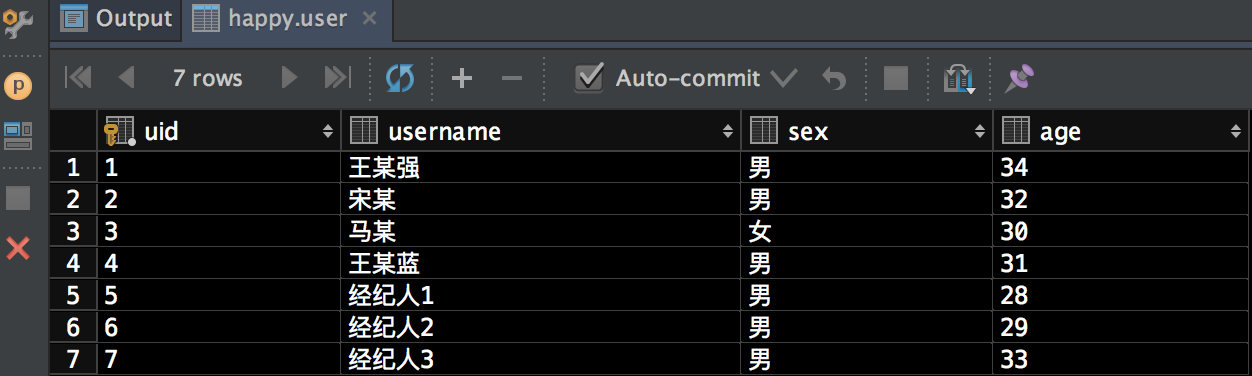 Output happy.user
P 7 rows Auto-commit
uid username sex age
1 1 王某强 男 34
2 2 宋某 男 32
3 3 马某 女 30
4 4 王某蓝 男 31
5 5 经纪人1 男 28
6 6 经纪人2 男 29
7 7 经纪人3 男 33